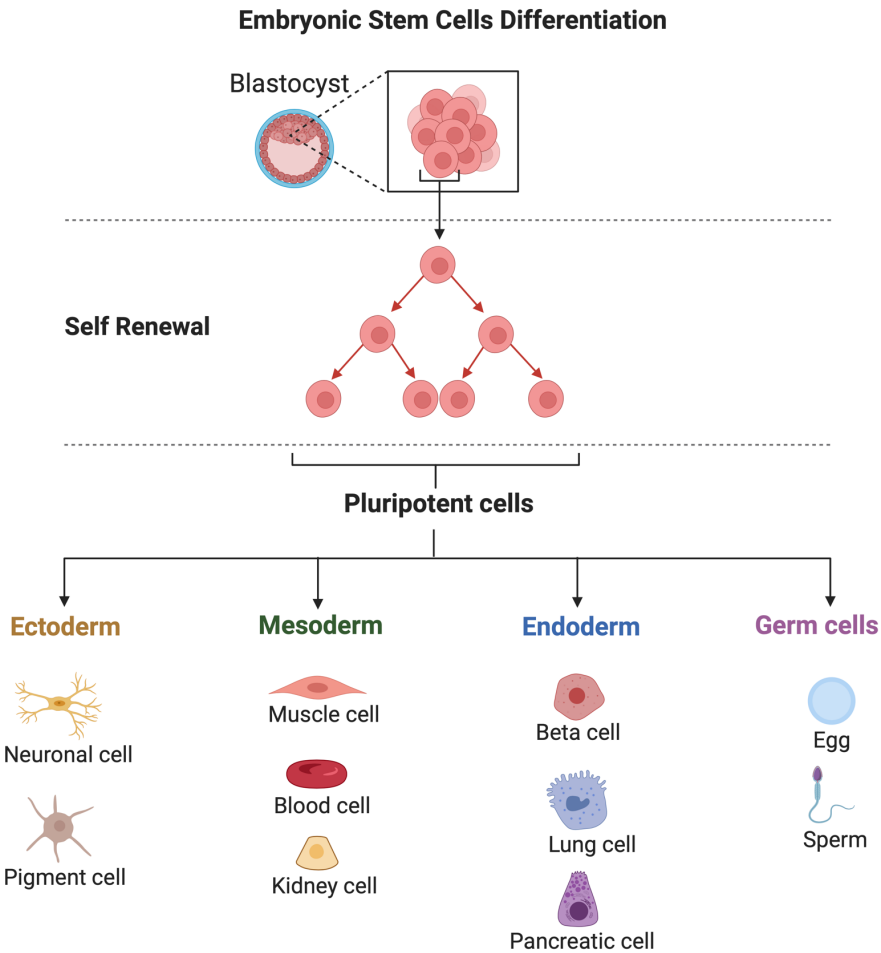 Embryonic Stem Cells Differentiation
Blastocyst
Self Renewal
Pluripotent cells
Ectoderm
Mesoderm
Endoderm
Germ cells
Neuronal cell
Pigment cell
Muscle cell
Blood cell
Kidney cell
Beta cell
Lung cell
Pancreatic cell
Egg
Sperm